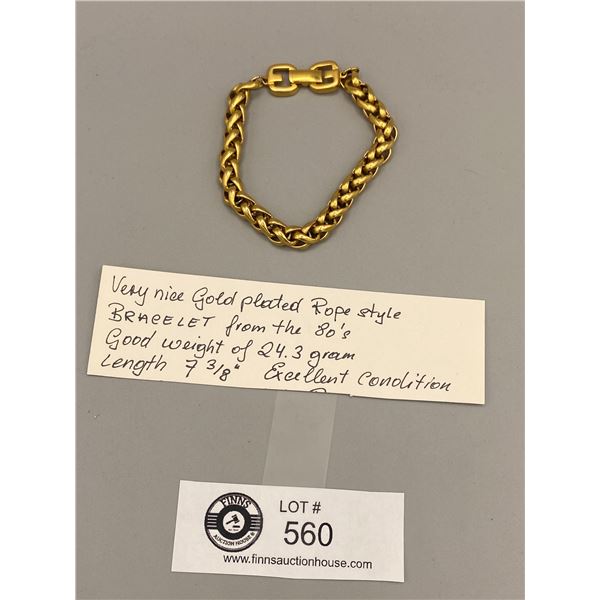 Very nice Gold plated Rope style
BRACELET from the 80's
Good weight of 24.3 gram
Length 7 3/8" Excellent condition
FINNS
AUCTION HOUSE
LOT #
560
www.finnsauctionhouse.com